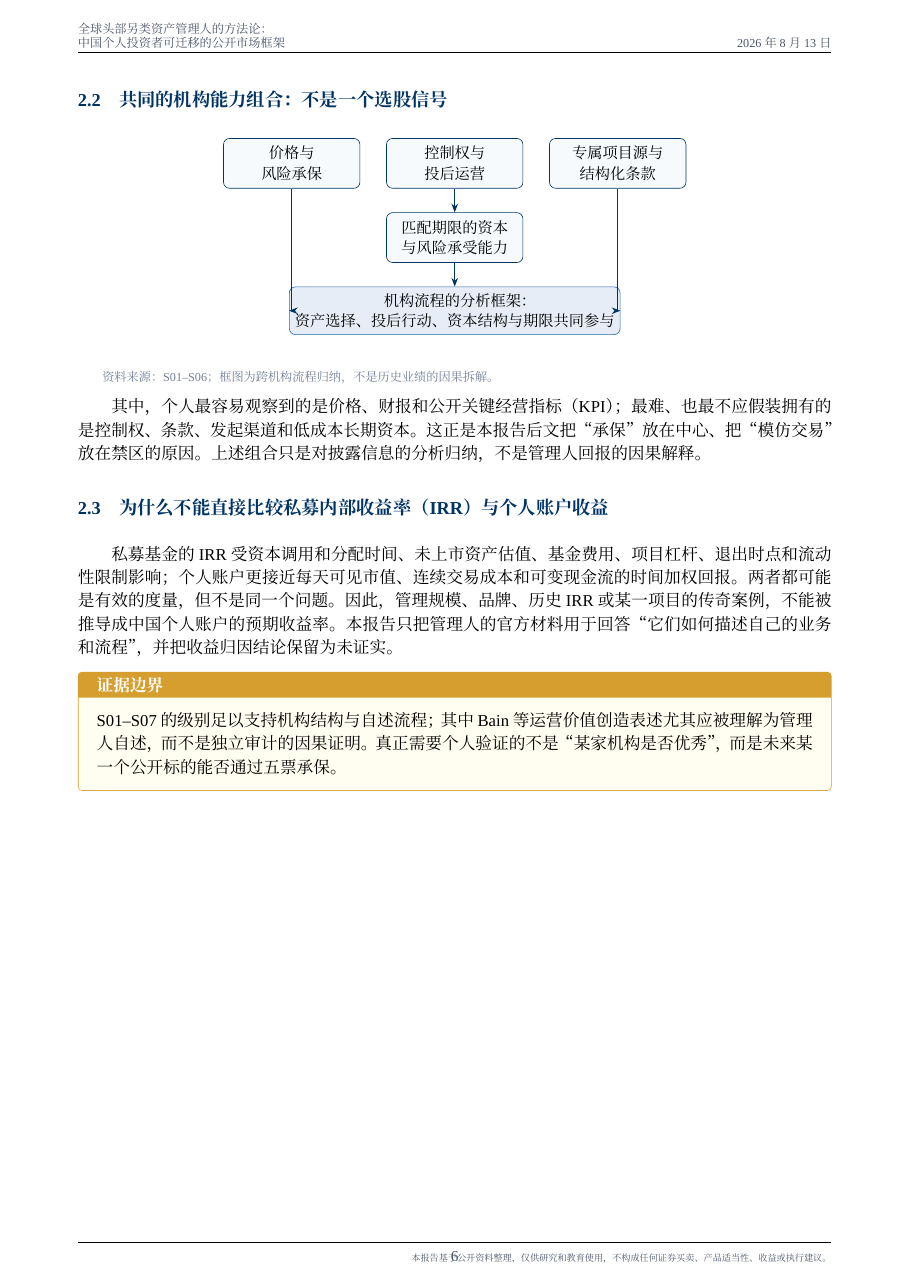 全球头部另类资产管理人的方法论：
中国个人投资者可迁移的公开市场框架
2026 年 8 月 13 日
2.2 共同的机构能力组合：不是一个选股信号
价格与
风险承保
控制权与
投后运营
专属项目源与
结构化条款
匹配期限的资本
与风险承受能力
机构流程的分析框架：
资产选择、投后行动、资本结构与期限共同参与
资料来源：S01–S06；框图为跨机构流程归纳，不是历史业绩的因果拆解。
其中，个人最容易观察到的是价格、财报和公开关键经营指标（KPI）；最难、也最不应假装拥有的
是控制权、条款、发起渠道和低成本长期资本。这正是本报告后文把“承保”放在中心、把“模仿交易”
放在禁区的原因。上述组合只是对披露信息的分析归纳，不是管理人回报的因果解释。
2.3 为什么不能直接比较私募内部收益率（IRR）与个人账户收益
私募基金的 IRR 受资本调用和分配时间、未上市资产估值、基金费用、项目杠杆、退出时点和流动
性限制影响；个人账户更接近每天可见市值、连续交易成本和可变现金流的时间加权回报。两者都可能
是有效的度量，但不是同一个问题。因此，管理规模、品牌、历史 IRR 或某一项目的传奇案例，不能被
推导成中国个人账户的预期收益率。本报告只把管理人的官方材料用于回答“它们如何描述自己的业务
和流程”，并把收益归因结论保留为未证实。
证据边界
S01–S07 的级别足以支持机构结构与自述流程；其中 Bain 等运营价值创造表述尤其应被理解为管理
人自述，而不是独立审计的因果证明。真正需要个人验证的不是“某家机构是否优秀”，而是未来某
一个公开标的能否通过五票承保。
6
本报告基于公开资料整理，仅供研究和教育使用，不构成任何证券买卖、产品适当性、收益或执行建议。